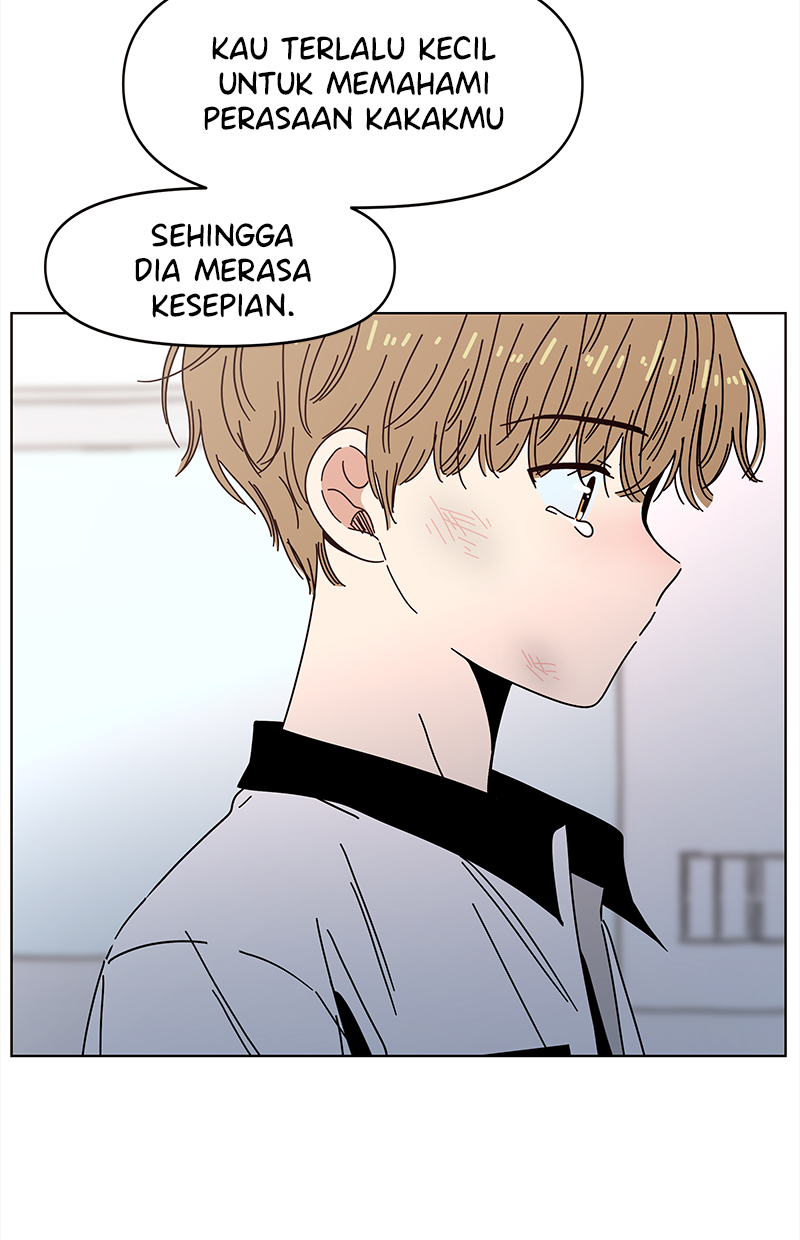 KAU TERLALU KECIL
UNTUK MEMAHAMI
PERASAAN KAKAKMU
SEHINGGA
DIA MERASA
KESEPIAN.